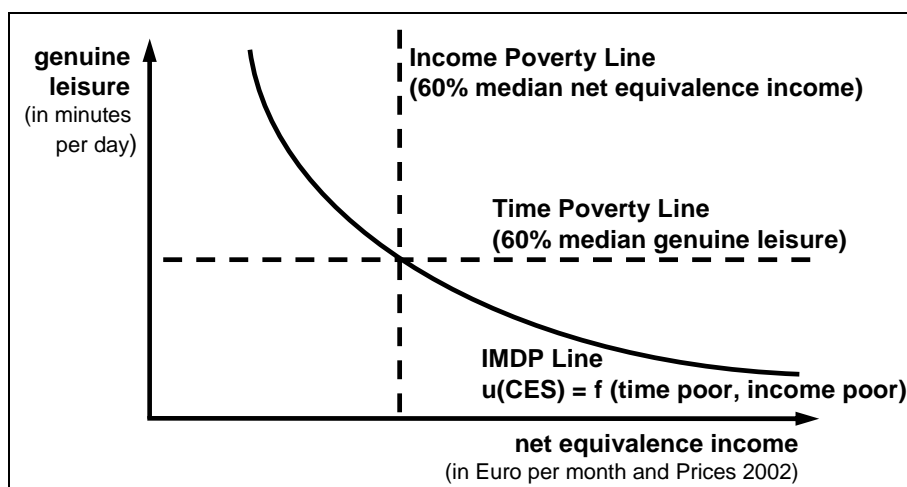 genuine
leisure
(in minutes
per day)
Income Poverty Line
(60% median net equivalence income)
Time Poverty Line
(60% median genuine leisure)
IMDP Line
u(CES) = f (time poor, income poor)
net equivalence income
(in Euro per month and Prices 2002)